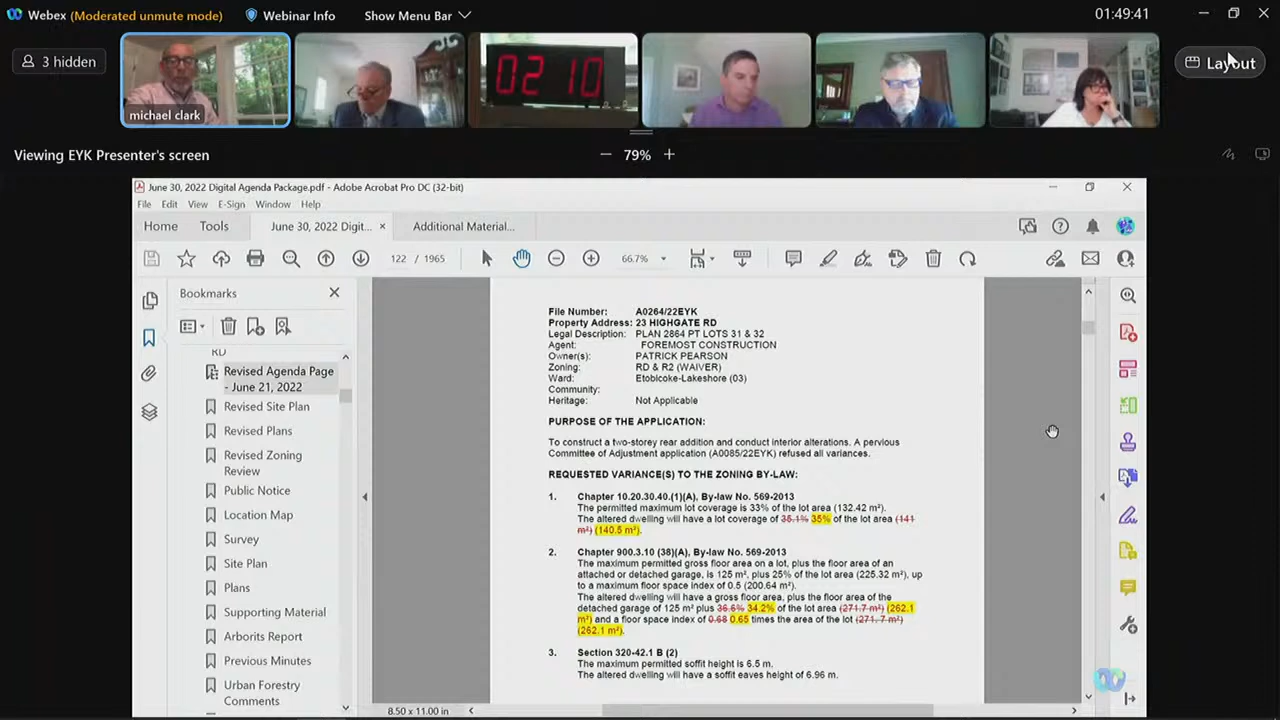 Webex (Moderated unmute mode) Webinar Info Show Menu Bar 01:49:41
3 hidden
michael clark
0210
Layout
Viewing EYK Presenter's screen
79%
June 30, 2022 Digital Agenda Package.pdf - Adobe Acrobat Pro DC (32-bit)
File Edit View E-Sign Window Help
Home Tools June 30, 2022 Digit... × Additional Material...
122 / 1965 66.7%
Bookmarks
RD
Revised Agenda Page
- June 21, 2022
Revised Site Plan
Revised Plans
Revised Zoning
Review
Public Notice
Location Map
Survey
Site Plan
Plans
Supporting Material
Arborits Report
Previous Minutes
Urban Forestry
Comments
File Number: A0264/22EYK
Property Address: 23 HIGHGATE RD
Legal Description: PLAN 2864 PT LOTS 31 & 32
Agent: FOREMOST CONSTRUCTION
Owner(s): PATRICK PEARSON
Zoning: RD & R2 (WAIVER)
Ward: Etobicoke-Lakeshore (03)
Community:
Heritage: Not Applicable
PURPOSE OF THE APPLICATION:
To construct a two-storey rear addition and conduct interior alterations. A pervious
Committee of Adjustment application (A0085/22EYK) refused all variances.
REQUESTED VARIANCE(S) TO THE ZONING BY-LAW:
1. Chapter 10.20.30.40.(1)(A), By-law No. 569-2013
The permitted maximum lot coverage is 33% of the lot area (132.42 m²).
The altered dwelling will have a lot coverage of 35.1% 35% of the lot area (141
m²) (140.5 m²).
2. Chapter 900.3.10 (38)(A), By-law No. 569-2013
The maximum permitted gross floor area on a lot, plus the floor area of an
attached or detached garage, is 125 m², plus 25% of the lot area (225.32 m²), up
to a maximum floor space index of 0.5 (200.64 m²).
The altered dwelling will have a gross floor area, plus the floor area of the
detached garage of 125 m² plus 36.6% 34.2% of the lot area (271.7 m²) (262.1
m²) and a floor space index of 0.68 0.65 times the area of the lot (271.7 m²)
(262.1 m²).
3. Section 320-42.1 B (2)
The maximum permitted soffit height is 6.5 m.
The altered dwelling will have a soffit eaves height of 6.96 m.
8.50 x 11.00 in